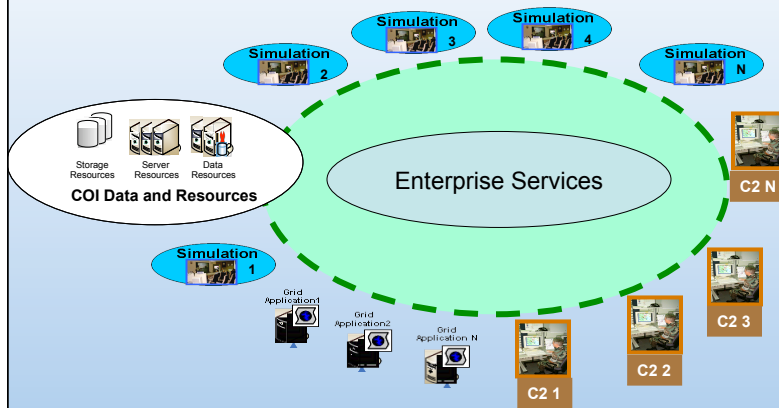 Simulation
3
Simulation
4
Simulation
2
Simulation
N
Storage
Resources
Server
Resources
Data
Resources
COI Data and Resources
Enterprise Services
C2 N
Simulation
1
Grid
Application1
Grid
Application2
Grid
Application N
C2 3
C2 2
C2 1